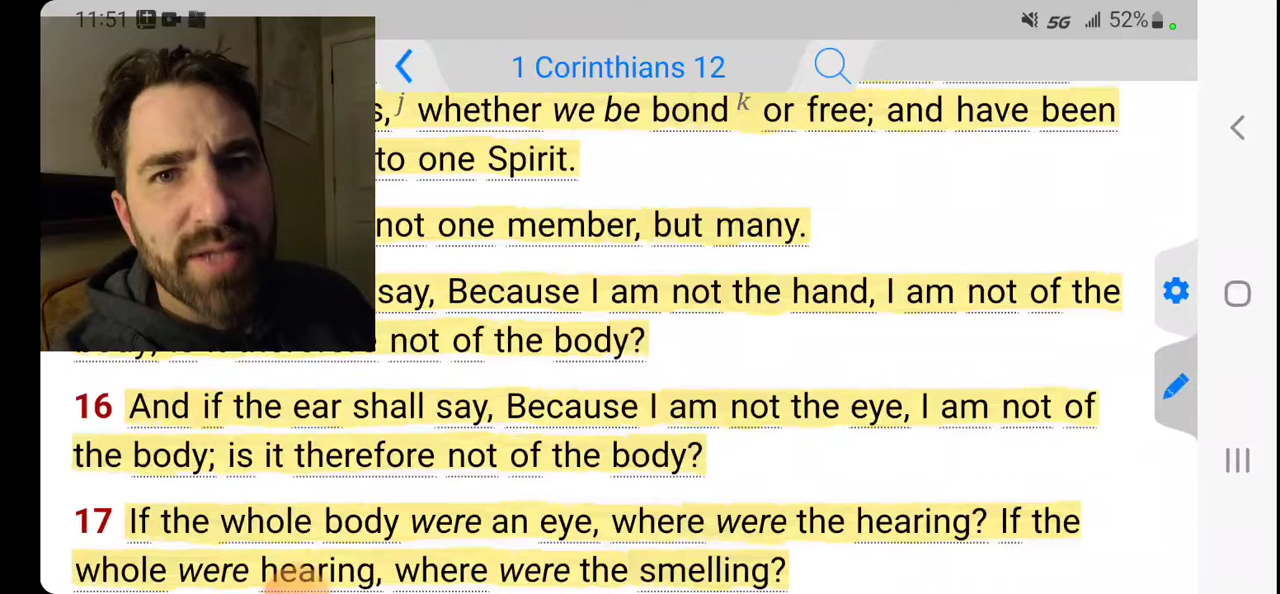 11:51 5G 52%
1 Corinthians 12
s, j whether we be bond k or free; and have been
to one Spirit.
not one member, but many.
say, Because I am not the hand, I am not of the
not of the body?
16 And if the ear shall say, Because I am not the eye, I am not of
the body; is it therefore not of the body?
17 If the whole body were an eye, where were the hearing? If the
whole were hearing, where were the smelling?